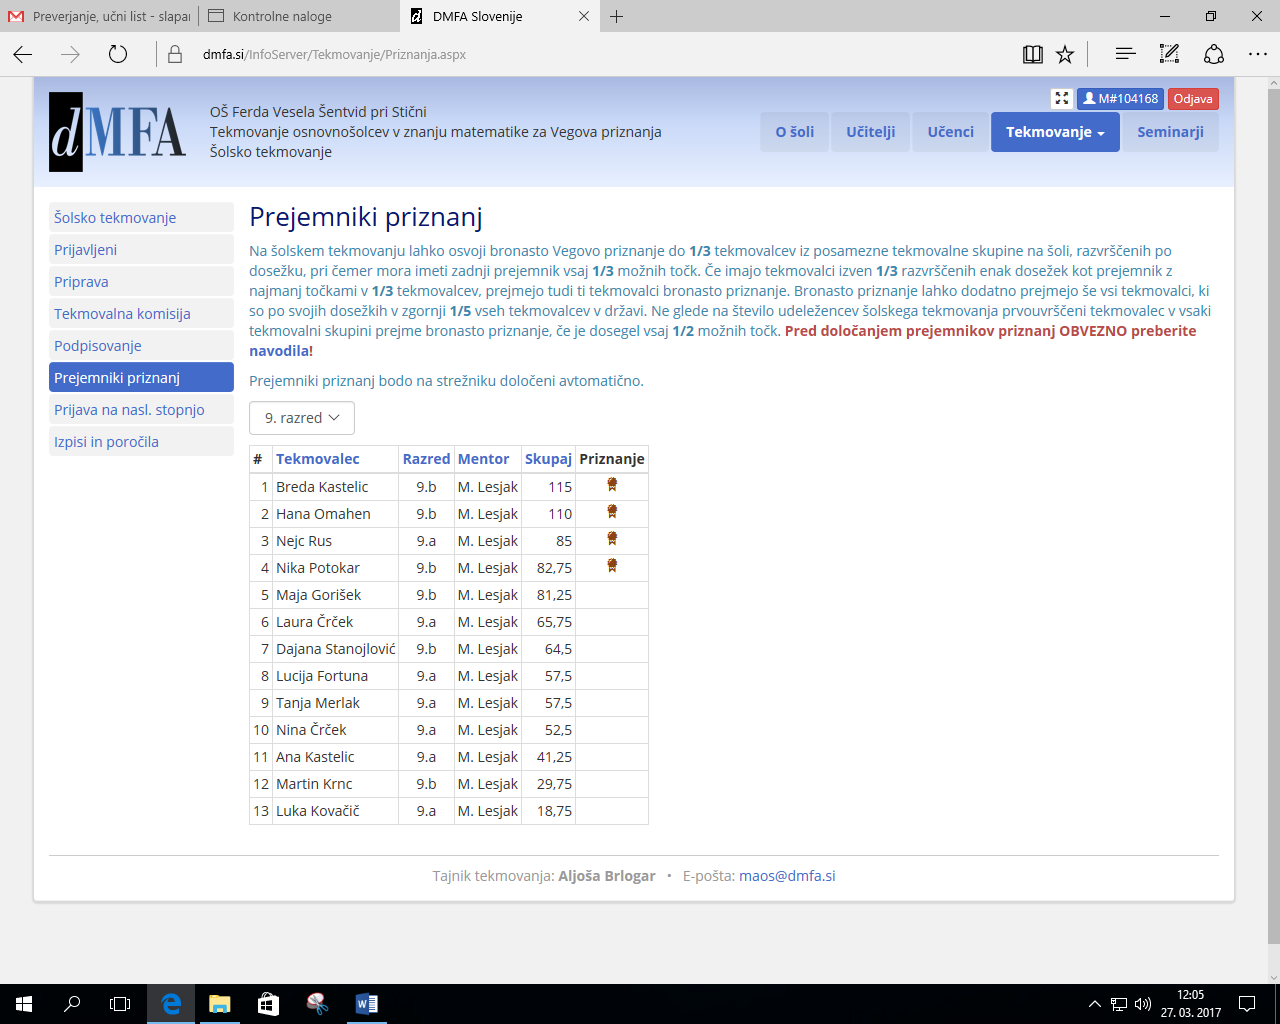 Preverjanje, učni list - slapar
Kontrolne naloge
DMFA Slovenije
dmfa.si/InfoServer/Tekmovanje/Priznanja.aspx
dMFA
OŠ Ferda Vesela Šentvid pri Stični
Tekmovanje osnovnošolcev v znanju matematike za Vegova priznanja
Šolsko tekmovanje
M#104168 Odjava
O šoli Učitelji Učenci Tekmovanje Seminarji
Šolsko tekmovanje
Prijavljeni
Priprava
Tekmovalna komisija
Podpisovanje
Prejemniki priznanj
Prijava na nasl. stopnjo
Izpisi in poročila
Prejemniki priznanj
Na šolskem tekmovanju lahko osvoji bronasto Vegovo priznanje do 1/3 tekmovalcev iz posamezne tekmovalne skupine na šoli, razvrščenih po
dosežku, pri čemer mora imeti zadnji prejemnik vsaj 1/3 možnih točk. Če imajo tekmovalci izven 1/3 razvrščenih enak dosežek kot prejemnik z
najmanj točkami v 1/3 tekmovalcev, prejmejo tudi ti tekmovalci bronasto priznanje. Bronasto priznanje lahko dodatno prejmejo še vsi tekmovalci, ki
so po svojih dosežkih v zgornji 1/5 vseh tekmovalcev v državi. Ne glede na število udeležencev šolskega tekmovanja prvouvrščeni tekmovalec v vsaki
tekmovalni skupini prejme bronasto priznanje, če je dosegel vsaj 1/2 možnih točk. Pred določanjem prejemnikov priznanj OBVEZNO preberite
navodila!
Prejemniki priznanj bodo na strežniku določeni avtomatično.
9. razred
# Tekmovalec Razred Mentor Skupaj Priznanje
1 Breda Kastelic 9.b M. Lesjak 115
2 Hana Omahen 9.b M. Lesjak 110
3 Nejc Rus 9.a M. Lesjak 85
4 Nika Potokar 9.b M. Lesjak 82,75
5 Maja Gorišek 9.b M. Lesjak 81,25
6 Laura Črček 9.a M. Lesjak 65,75
7 Dajana Stanojlović 9.b M. Lesjak 64,5
8 Lucija Fortuna 9.a M. Lesjak 57,5
9 Tanja Merlak 9.a M. Lesjak 57,5
10 Nina Črček 9.a M. Lesjak 52,5
11 Ana Kastelic 9.a M. Lesjak 41,25
12 Martin Krnc 9.b M. Lesjak 29,75
13 Luka Kovačič 9.a M. Lesjak 18,75
Tajnik tekmovanja: Aljoša Brlogar • E-pošta: maos@dmfa.si
12:05
27. 03. 2017